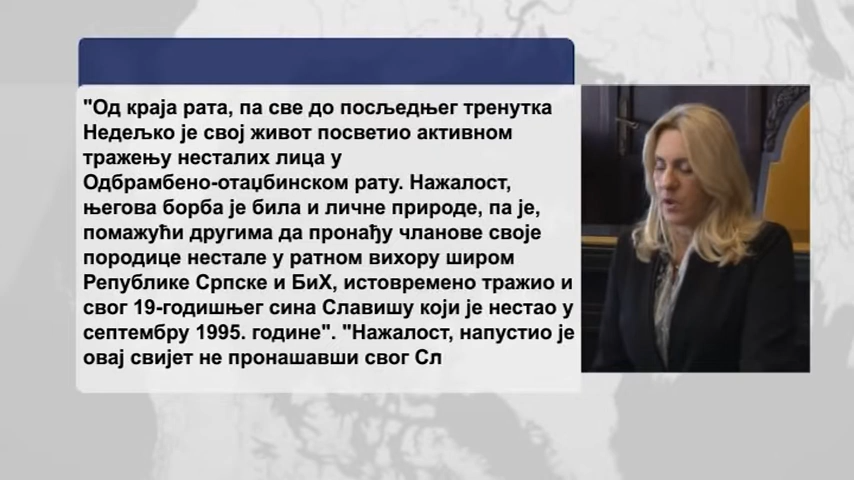 "Од краја рата, па све до посљедњег тренутка
Недељко је свој живот посветио активном
тражењу несталих лица у
Одбрамбено-отаџбинском рату. Нажалост,
његова борба је била и личне природе, па је,
помажући другима да пронађу чланове своје
породице нестале у ратном вихору широм
Републике Српске и БиХ, истовремено тражио и
свог 19-годишњег сина Славишу који је нестао у
септембру 1995. године". "Нажалост, напустио је
овај свијет не пронашавши свог Сл